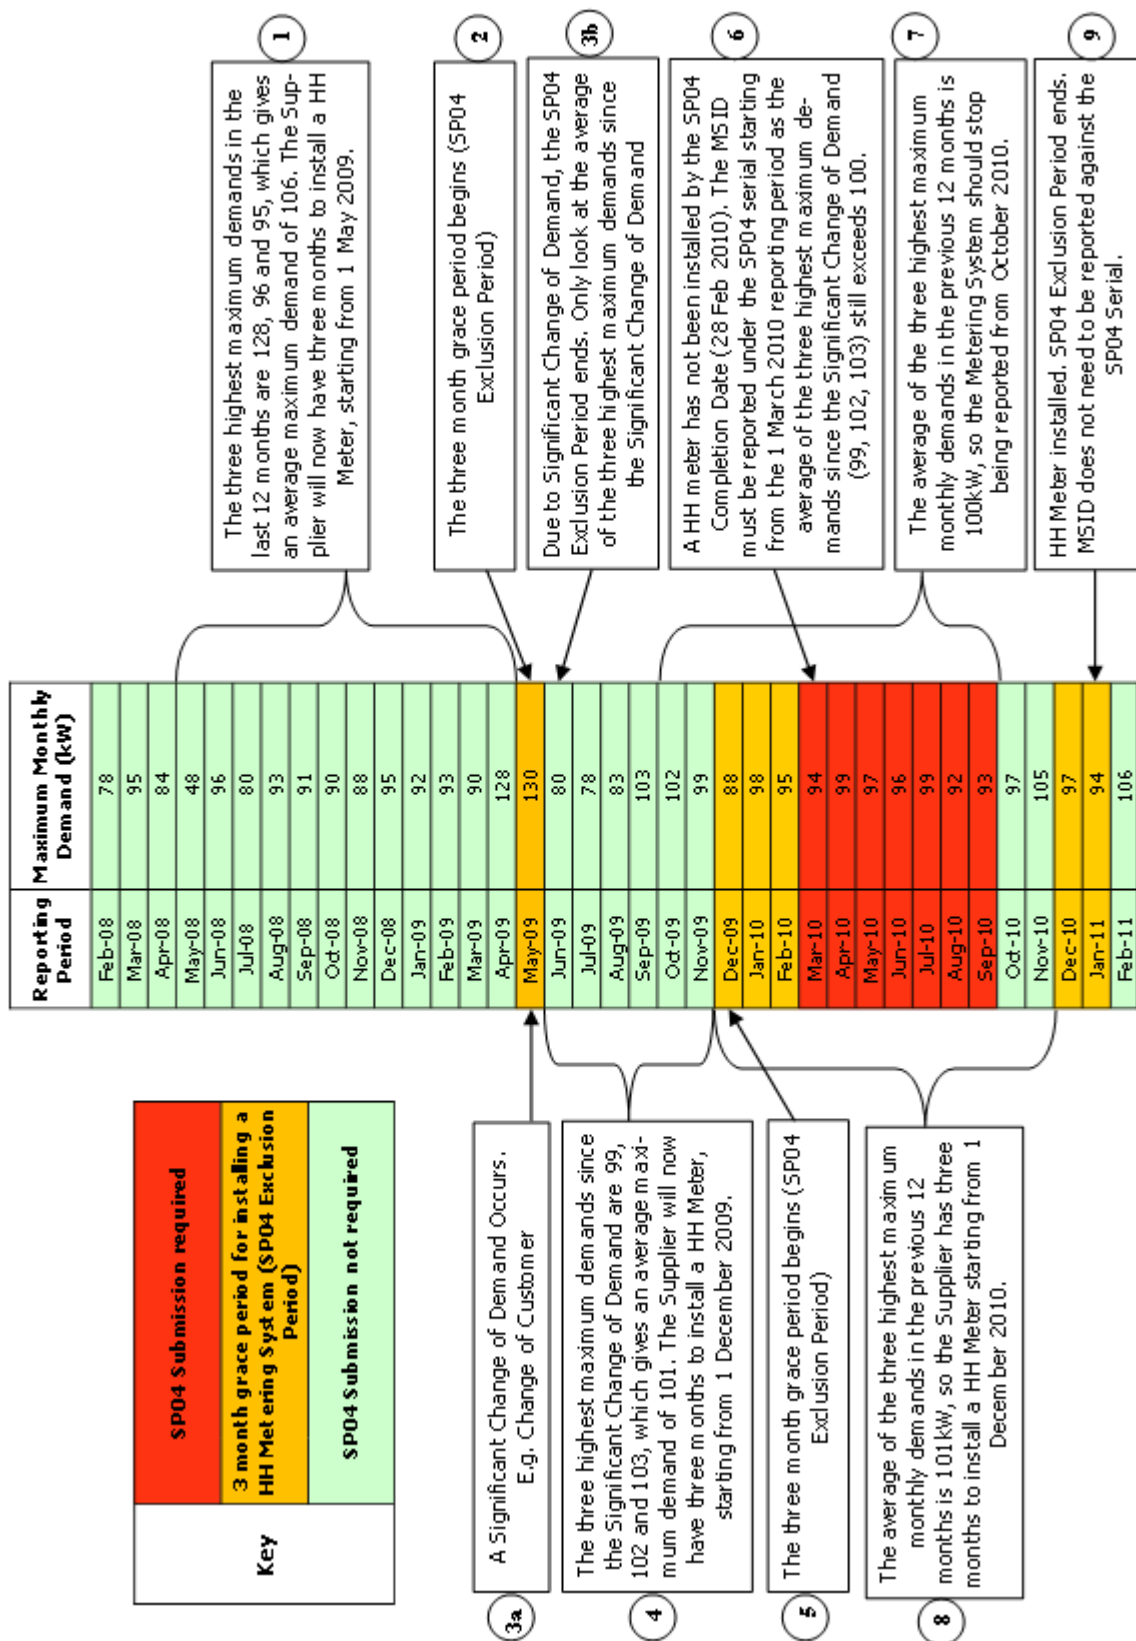 Key
SP04 Submission required
3 month grace period for installing a
HH Metering System (SP04 Exclusion
Period)
SP04 Submission not required
3a
A Significant Change of Demand Occurs.
E.g. Change of Customer
4
The three highest maximum demands since
the Significant Change of Demand are 99,
102 and 103, which gives an average maxi-
mum demand of 101. The Supplier will now
have three months to install a HH Meter,
starting from 1 December 2009.
5
The three month grace period begins (SP04
Exclusion Period)
8
The average of the three highest maximum
monthly demands in the previous 12
months is 101kW, so the Supplier has three
months to install a HH Meter starting from 1
December 2010.
Reporting Maximum Monthly
Period Demand (kW)
Feb-08 78
Mar-08 95
Apr-08 84
May-08 48
Jun-08 96
Jul-08 80
Aug-08 93
Sep-08 91
Oct-08 90
Nov-08 88
Dec-08 95
Jan-09 92
Feb-09 93
Mar-09 90
Apr-09 128
May-09 130
Jun-09 80
Jul-09 78
Aug-09 83
Sep-09 103
Oct-09 102
Nov-09 99
Dec-09 88
Jan-10 98
Feb-10 95
Mar-10 94
Apr-10 99
May-10 97
Jun-10 96
Jul-10 99
Aug-10 92
Sep-10 93
Oct-10 97
Nov-10 105
Dec-10 97
Jan-11 94
Feb-11 106
1
The three highest maximum demands in the
last 12 months are 128, 96 and 95, which gives
an average maximum demand of 106. The Sup-
plier will now have three months to install a HH
Meter, starting from 1 May 2009.
2
The three month grace period begins (SP04
Exclusion Period)
3b
Due to Significant Change of Demand, the SP04
Exclusion Period ends. Only look at the average
of the three highest maximum demands since
the Significant Change of Demand
6
A HH meter has not been installed by the SP04
Completion Date (28 Feb 2010). The MSID
must be reported under the SP04 serial starting
from the 1 March 2010 reporting period as the
average of the three highest maximum de-
mands since the Significant Change of Demand
(99, 102, 103) still exceeds 100.
7
The average of the three highest maximum
monthly demands in the previous 12 months is
100kW, so the Metering System should stop
being reported from October 2010.
9
HH Meter installed. SP04 Exclusion Period ends.
MSID does not need to be reported against the
SP04 Serial.